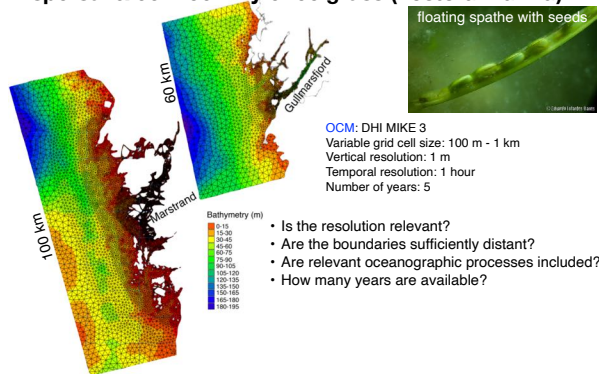 floating spathe with seeds
60 km
Gullmarsfjord
OCM: DHI MIKE 3
Variable grid cell size: 100 m - 1 km
Vertical resolution: 1 m
Temporal resolution: 1 hour
Number of years: 5
100 km
Marstrand
Bathymetry (m)
0-15
15-30
30-45
45-60
60-75
75-90
90-105
105-120
120-135
135-150
150-165
165-180
180-195
• Is the resolution relevant?
• Are the boundaries sufficiently distant?
• Are relevant oceanographic processes included?
• How many years are available?